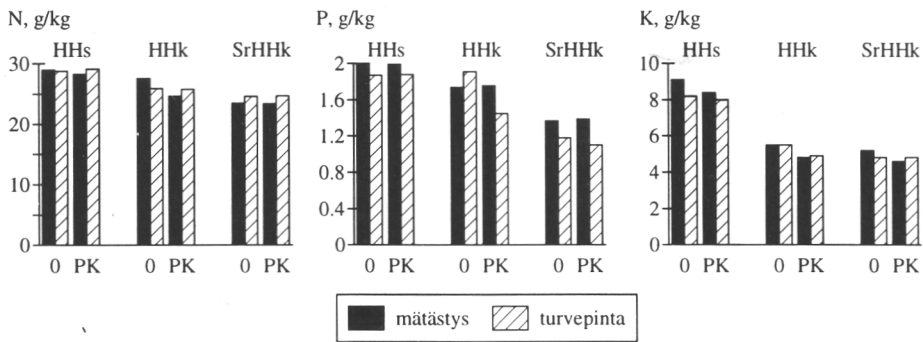 N, g/kg
P, g/kg
K, g/kg
HHs HHk SrHHk
HHs HHk SrHHk
HHs HHk SrHHk
30
20
10
0
2
1.6
1.2
0.8
0.4
0
10
8
6
4
2
0
0 PK 0 PK 0 PK
0 PK 0 PK 0 PK
0 PK 0 PK 0 PK
mätästys turvepinta